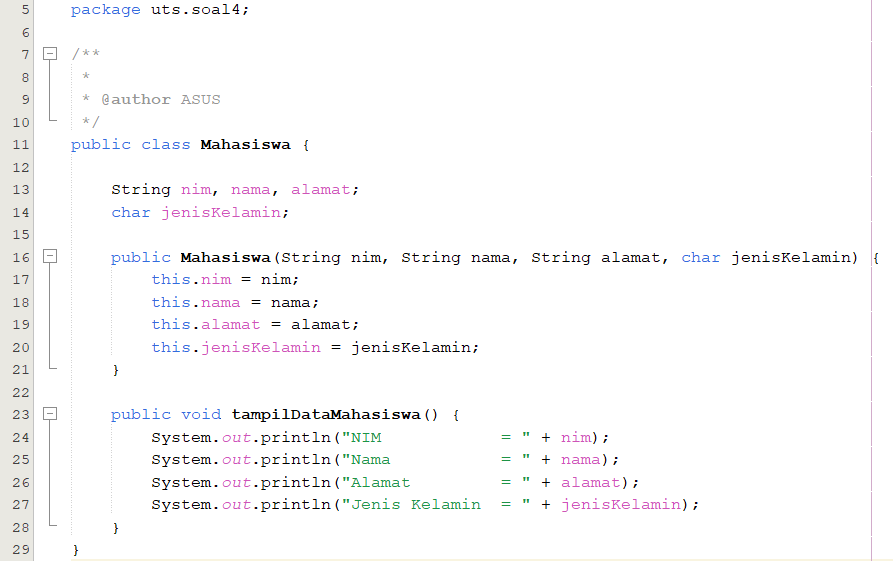 5 package uts.soal4;
6
7 /**
8 *
9 * @author ASUS
10 */
11 public class Mahasiswa {
12
13 String nim, nama, alamat;
14 char jenisKelamin;
15
16 public Mahasiswa(String nim, String nama, String alamat, char jenisKelamin) {
17 this.nim = nim;
18 this.nama = nama;
19 this.alamat = alamat;
20 this.jenisKelamin = jenisKelamin;
21 }
22
23 public void tampilDataMahasiswa() {
24 System.out.println("NIM            = " + nim);
25 System.out.println("Nama           = " + nama);
26 System.out.println("Alamat         = " + alamat);
27 System.out.println("Jenis Kelamin  = " + jenisKelamin);
28 }
29 }